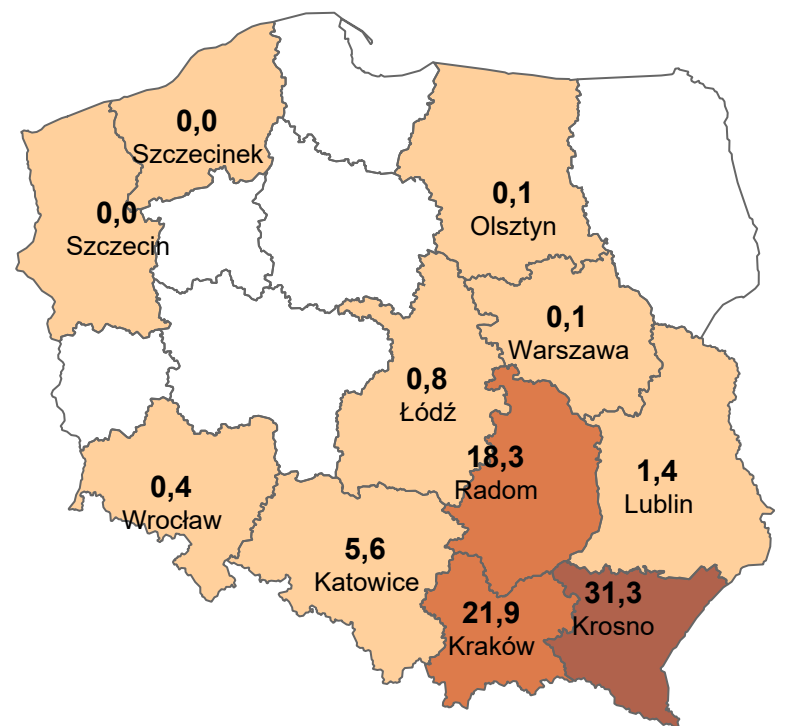 0,0
Szczecinek
0,0
Szczecin
0,1
Olsztyn
0,1
Warszawa
0,8
Łódź
18,3
Radom
1,4
Lublin
0,4
Wrocław
5,6
Katowice
21,9
Kraków
31,3
Krosno